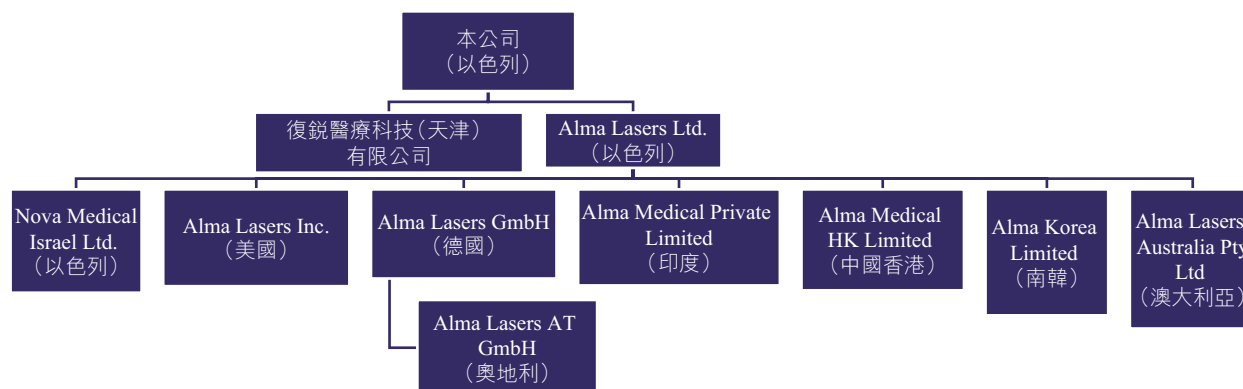 本公司
（以色列）
復銳醫療科技（天津）
有限公司
Alma Lasers Ltd.
（以色列）
Nova Medical
Israel Ltd.
（以色列）
Alma Lasers Inc.
（美國）
Alma Lasers GmbH
（德國）
Alma Medical Private
Limited
（印度）
Alma Medical
HK Limited
（中國香港）
Alma Korea
Limited
（南韓）
Alma Lasers
Australia Pty
Ltd
（澳大利亞）
Alma Lasers AT
GmbH
（奧地利）